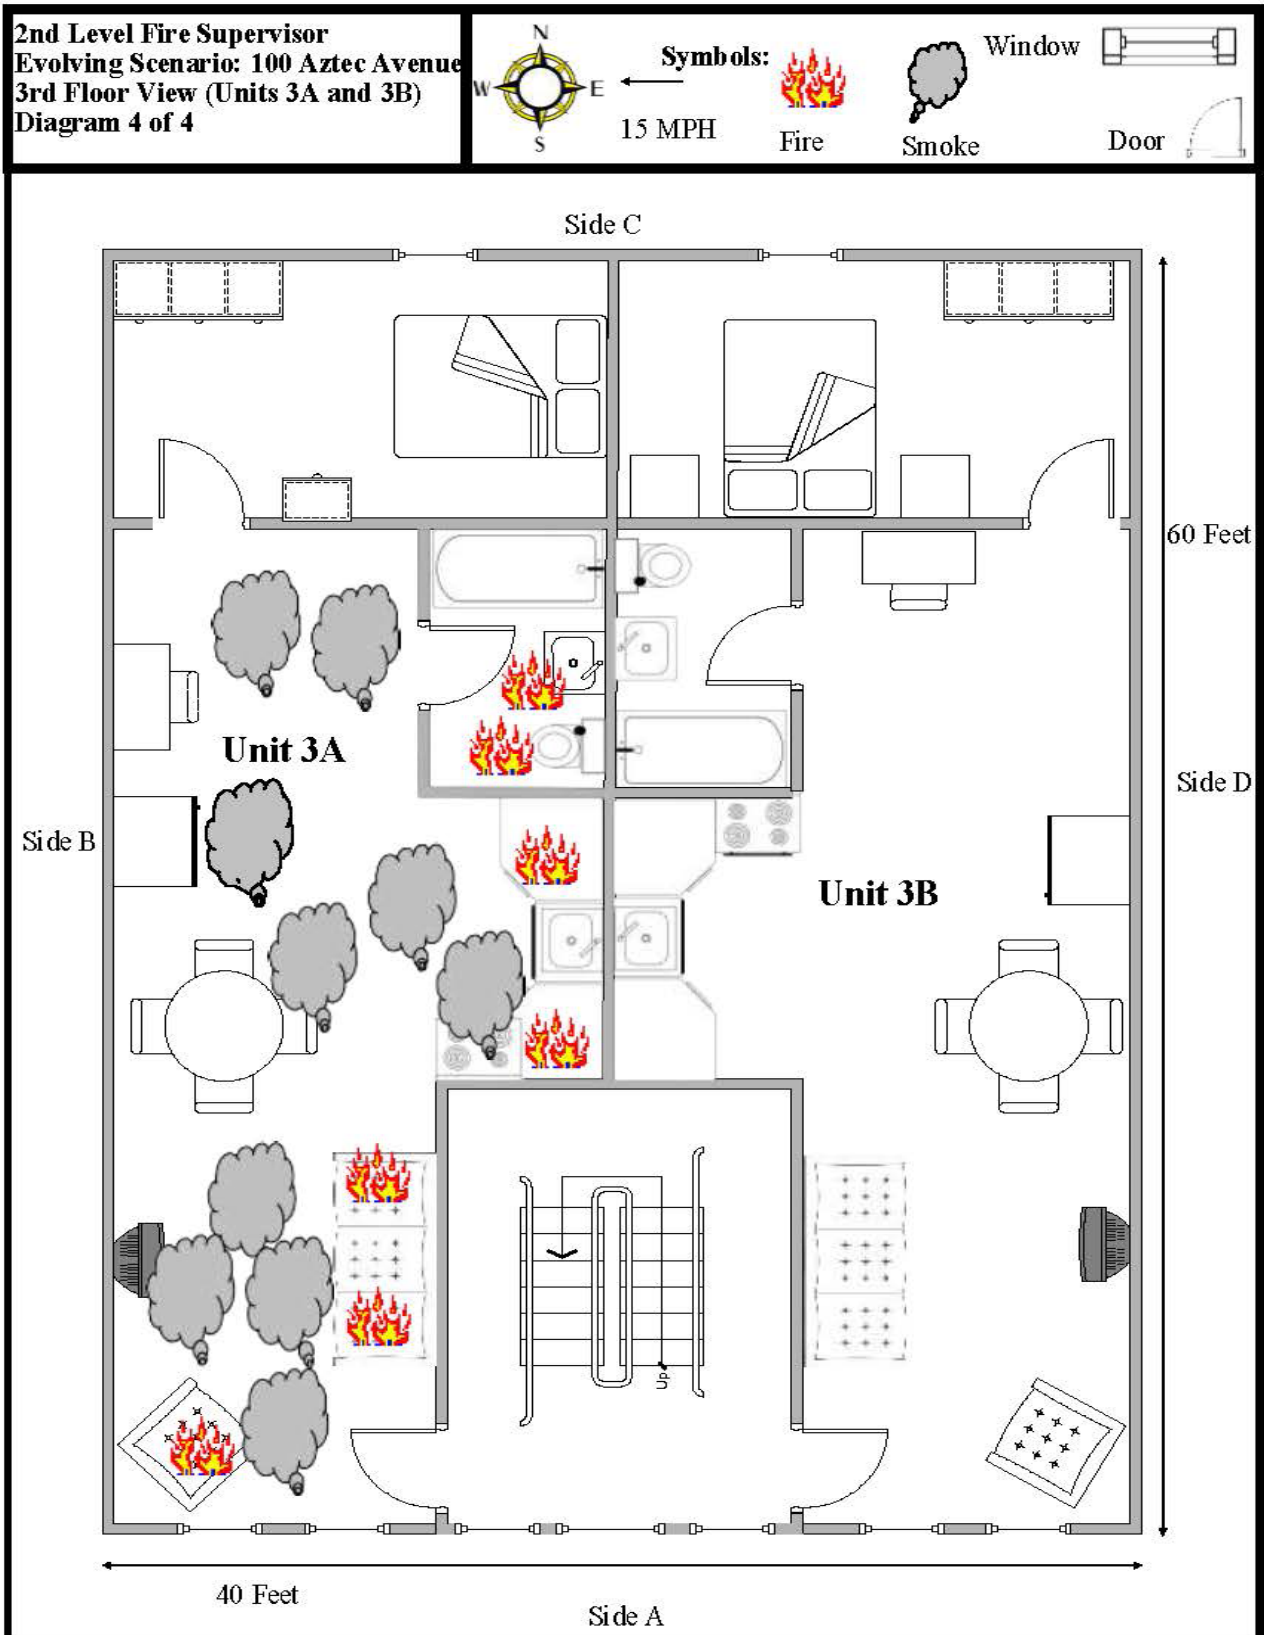 2nd Level Fire Supervisor
Evolving Scenario: 100 Aztec Avenue
3rd Floor View (Units 3A and 3B)
Diagram 4 of 4
N
W
E
S
15 MPH
Symbols:
Fire
Smoke
Window
Door
Side C
60 Feet
Unit 3A
Side D
Side B
Unit 3B
Up
40 Feet
Side A